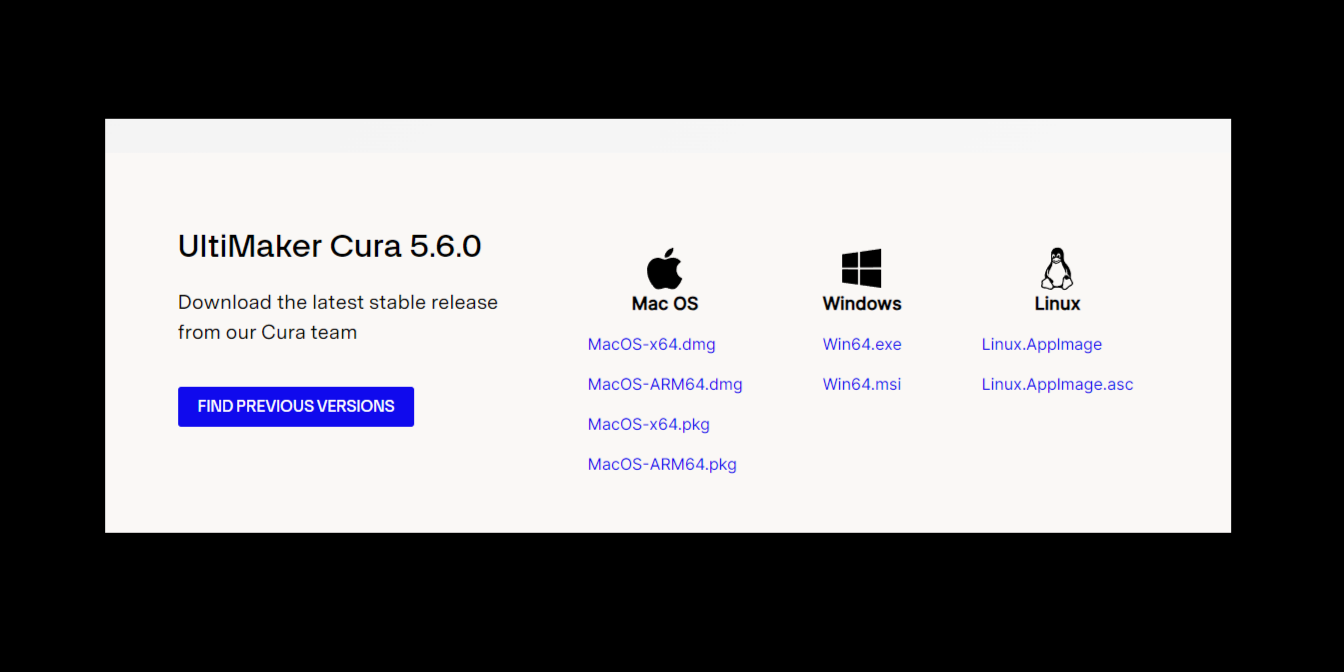 UltiMaker Cura 5.6.0
Download the latest stable release
from our Cura team
FIND PREVIOUS VERSIONS
Mac OS
MacOS-x64.dmg
MacOS-ARM64.dmg
MacOS-x64.pkg
MacOS-ARM64.pkg
Windows
Win64.exe
Win64.msi
Linux
Linux.AppImage
Linux.AppImage.asc